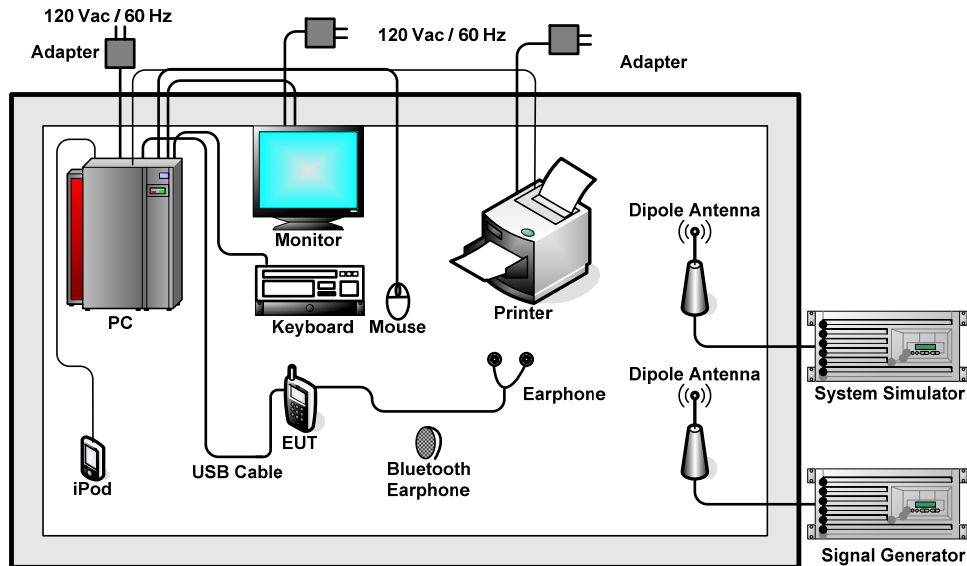 120 Vac / 60 Hz
Adapter
120 Vac / 60 Hz
Adapter
Monitor
PC
Keyboard
Mouse
Printer
Dipole Antenna
System Simulator
Dipole Antenna
Earphone
EUT
USB Cable
Bluetooth
Earphone
iPod
Signal Generator